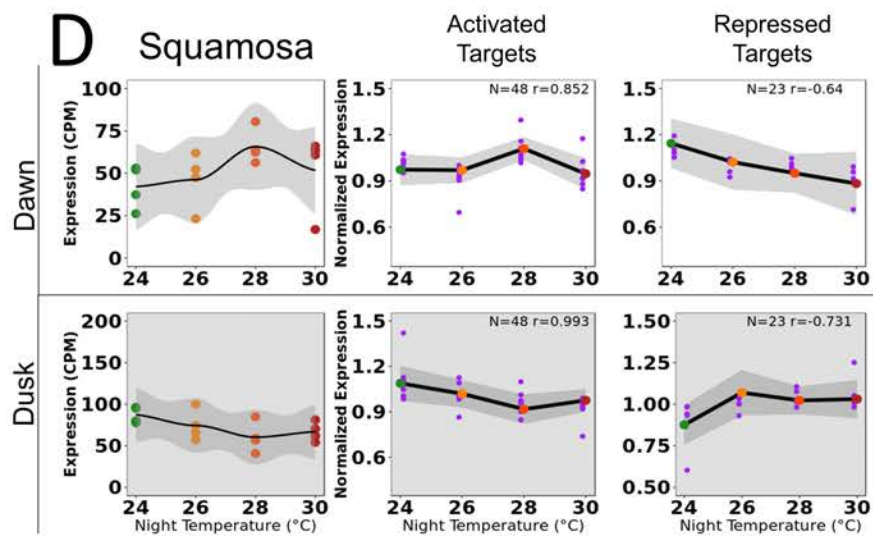 D
Squamosa
Activated
Targets
Repressed
Targets
Dawn
Expression (CPM)
100
75
50
25
0
24 26 28 30
Normalized Expression
1.5
1.2
0.9
0.6
N=48 r=0.852
24 26 28 30
1.5
1.2
0.9
0.6
N=23 r=-0.64
24 26 28 30
Dusk
Expression (CPM)
200
150
100
50
0
24 26 28 30
Night Temperature (°C)
Normalized Expression
1.5
1.2
0.9
0.6
N=48 r=0.993
24 26 28 30
Night Temperature (°C)
1.50
1.25
1.00
0.75
0.50
N=23 r=-0.731
24 26 28 30
Night Temperature (°C)